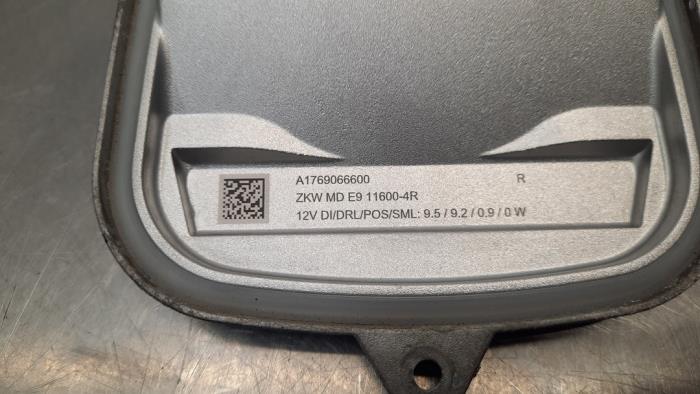 A1769066600 R
ZKW MD E9 11600-4R
12V DI/DRL/POS/SML: 9.5 / 9.2 / 0.9 / 0 W